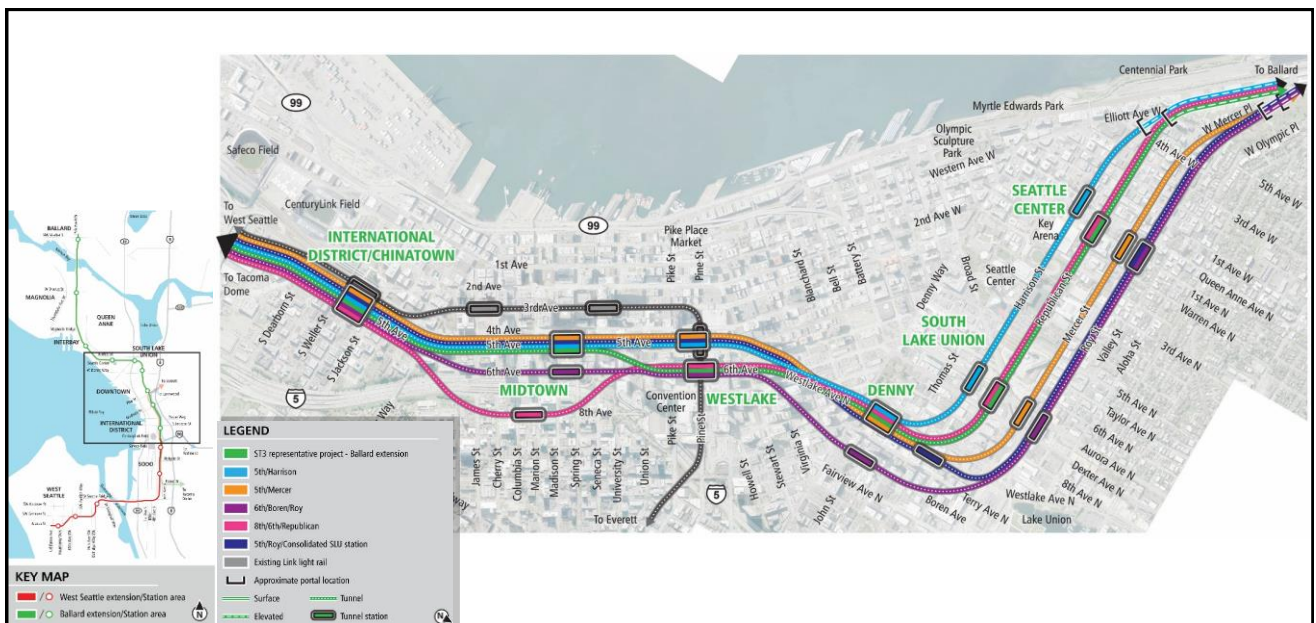 Centennial Park
To Ballard
99
Myrtle Edwards Park
Elliott Ave W
W Mercer Pl
W Olympic Pl
Olympic
Sculpture
Park
Western Ave W
4th Ave W
5th Ave W
3rd Ave W
Safeco Field
SEATTLE
CENTER
Key
Arena
2nd Ave W
CenturyLink Field
To
West Seattle
99
INTERNATIONAL
DISTRICT/CHINATOWN
Pike Place
Market
1st Ave W
Queen Anne Ave N
1st Ave N
Warren Ave N
3rd Ave N
To Tacoma
Dome
1st Ave
2nd Ave
3rd Ave
Pike St
Pine St
Blanchard St
Bell St
Battery St
Denny Way
Broad St
Seattle
Center
Harrison St
Republican St
Mercer St
Roy St
Valley St
Aloha St
S Dearborn St
S Weller St
S Jackson St
5th Ave
4th Ave
5th Ave
5th Ave
6th Ave
6th Ave
SOUTH
LAKE UNION
Thomas St
Westlake Ave N
DENNY
MIDTOWN
WESTLAKE
8th Ave
Convention
Center
Pike St
Pine St
5
Way
James St
Cherry St
Columbia St
Marion St
Madison St
Spring St
Seneca St
University St
Union St
Howell St
Stewart St
Virginia St
John St
Fairview Ave N
Boren Ave
Terry Ave N
Westlake Ave N
Lake Union
5th Ave N
Taylor Ave N
6th Ave N
Aurora Ave N
Dexter Ave N
8th Ave N
5
To Everett
way
BALLARD
MAGNOLIA
QUEEN
ANNE
INTERBAY
SOUTH LAKE
UNION
DOWNTOWN
INTERNATIONAL
DISTRICT
SODO
WEST
SEATTLE
KEY MAP
West Seattle extension/Station area
Ballard extension/Station area
N
LEGEND
ST3 representative project - Ballard extension
5th/Harrison
5th/Mercer
6th/Boren/Roy
8th/6th/Republican
5th/Roy/Consolidated SLU station
Existing Link light rail
Approximate portal location
Surface
Tunnel
Elevated
Tunnel station
N